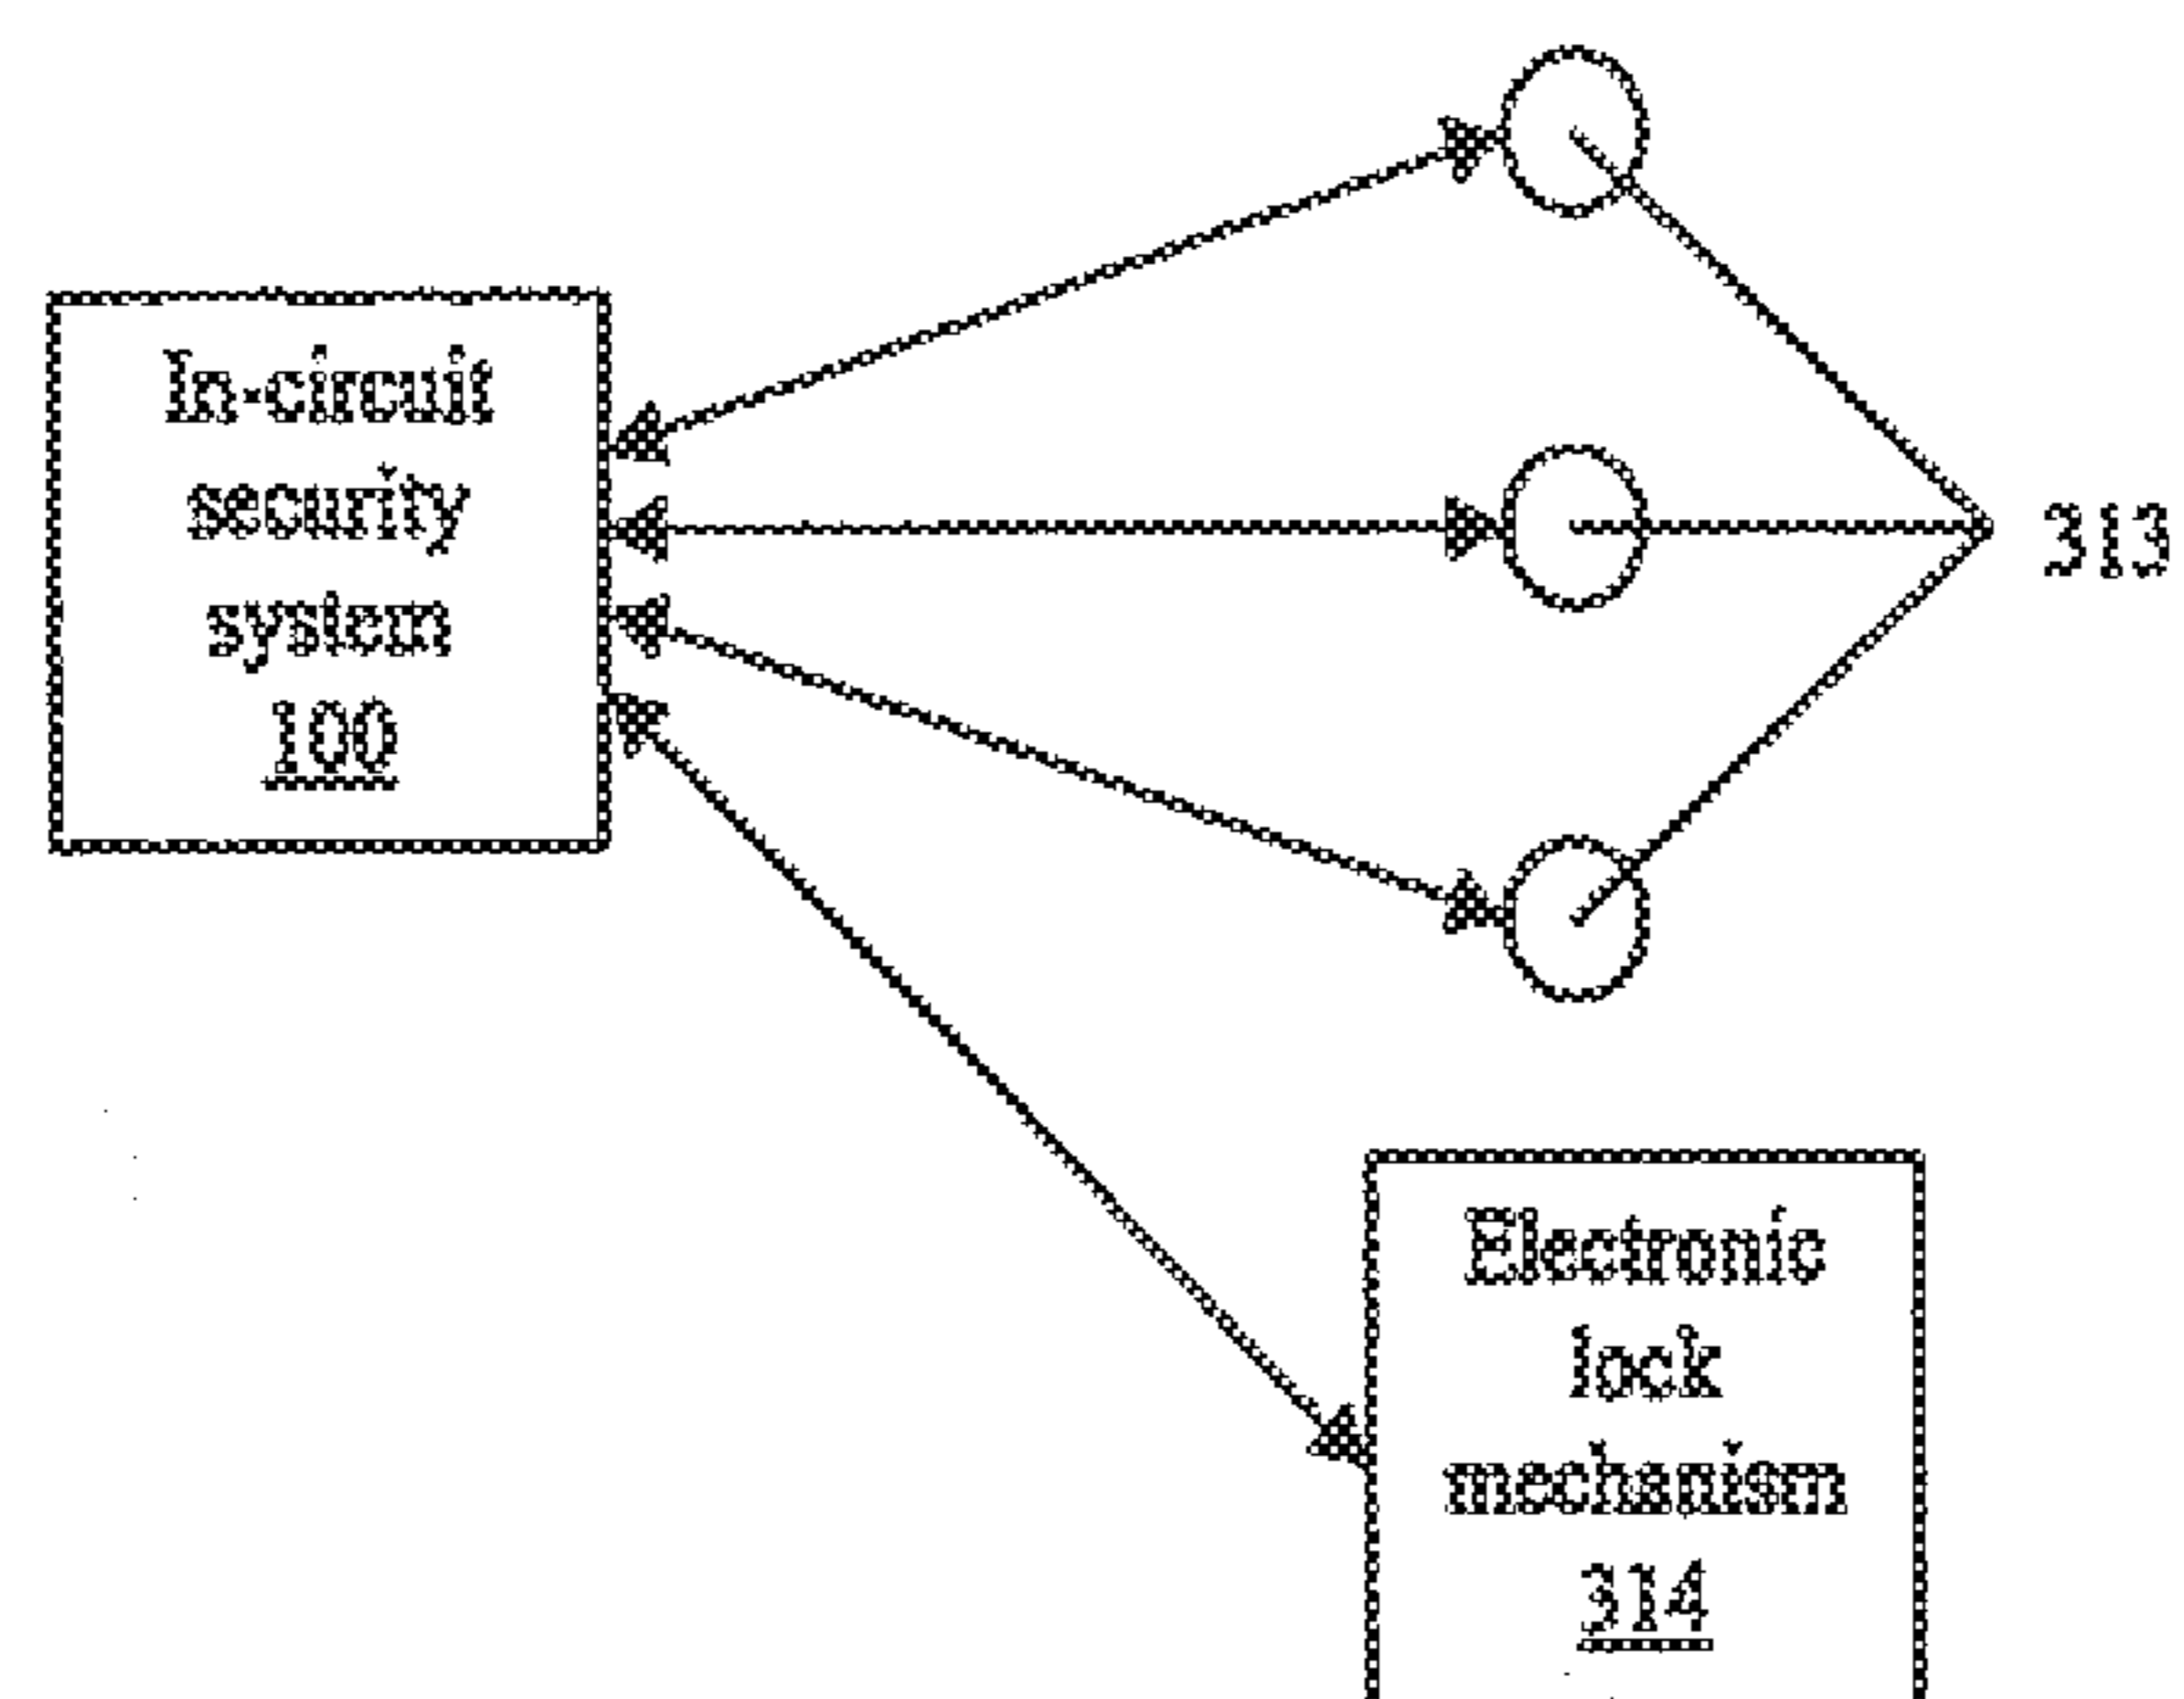 In-circuit
security
system
100
313
Electronic
lock
mechanism
314